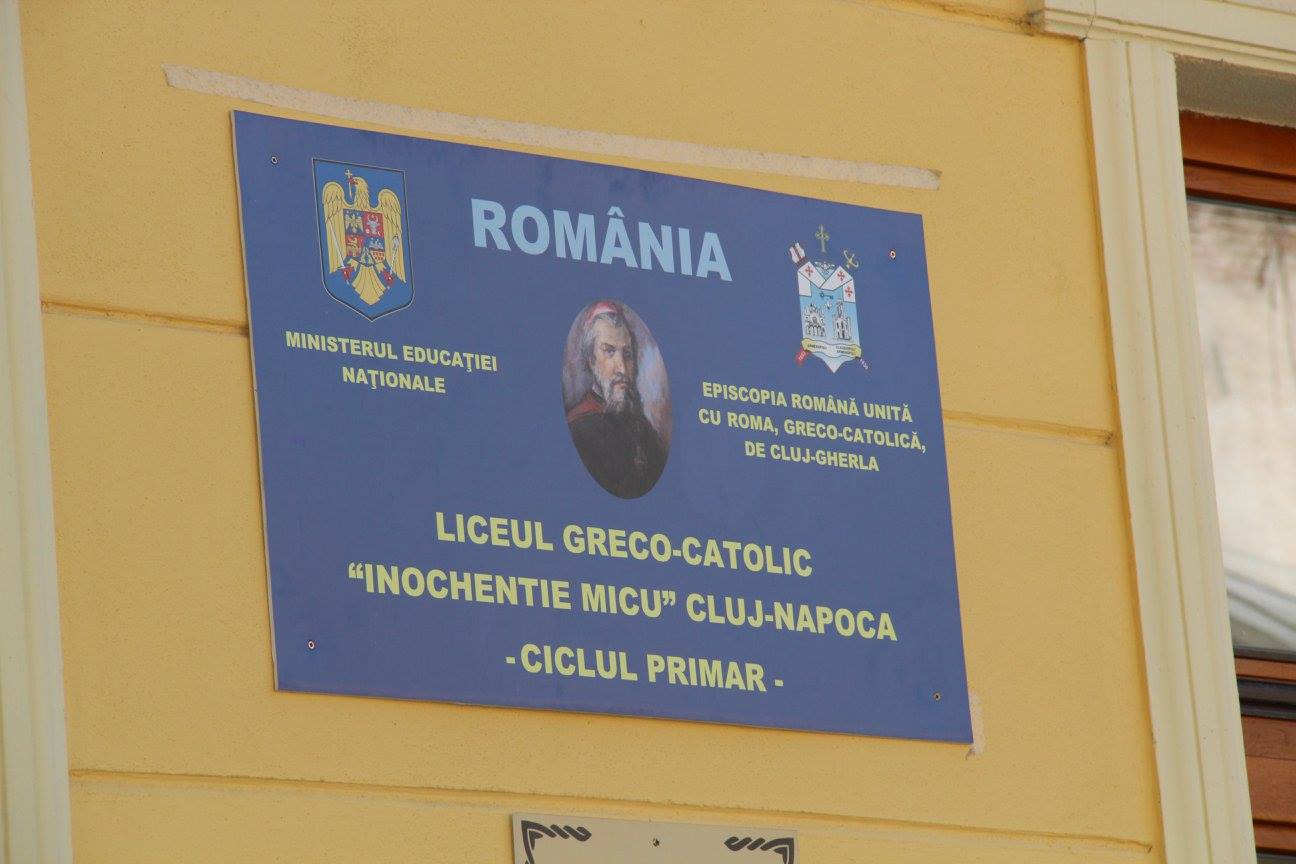 ROMÂNIA
MINISTERUL EDUCAŢIEI
NAŢIONALE
EPISCOPIA ROMÂNĂ UNITĂ
CU ROMA, GRECO-CATOLICĂ,
DE CLUJ-GHERLA
LICEUL GRECO-CATOLIC
“INOCHENTIE MICU” CLUJ-NAPOCA
-CICLUL PRIMAR -